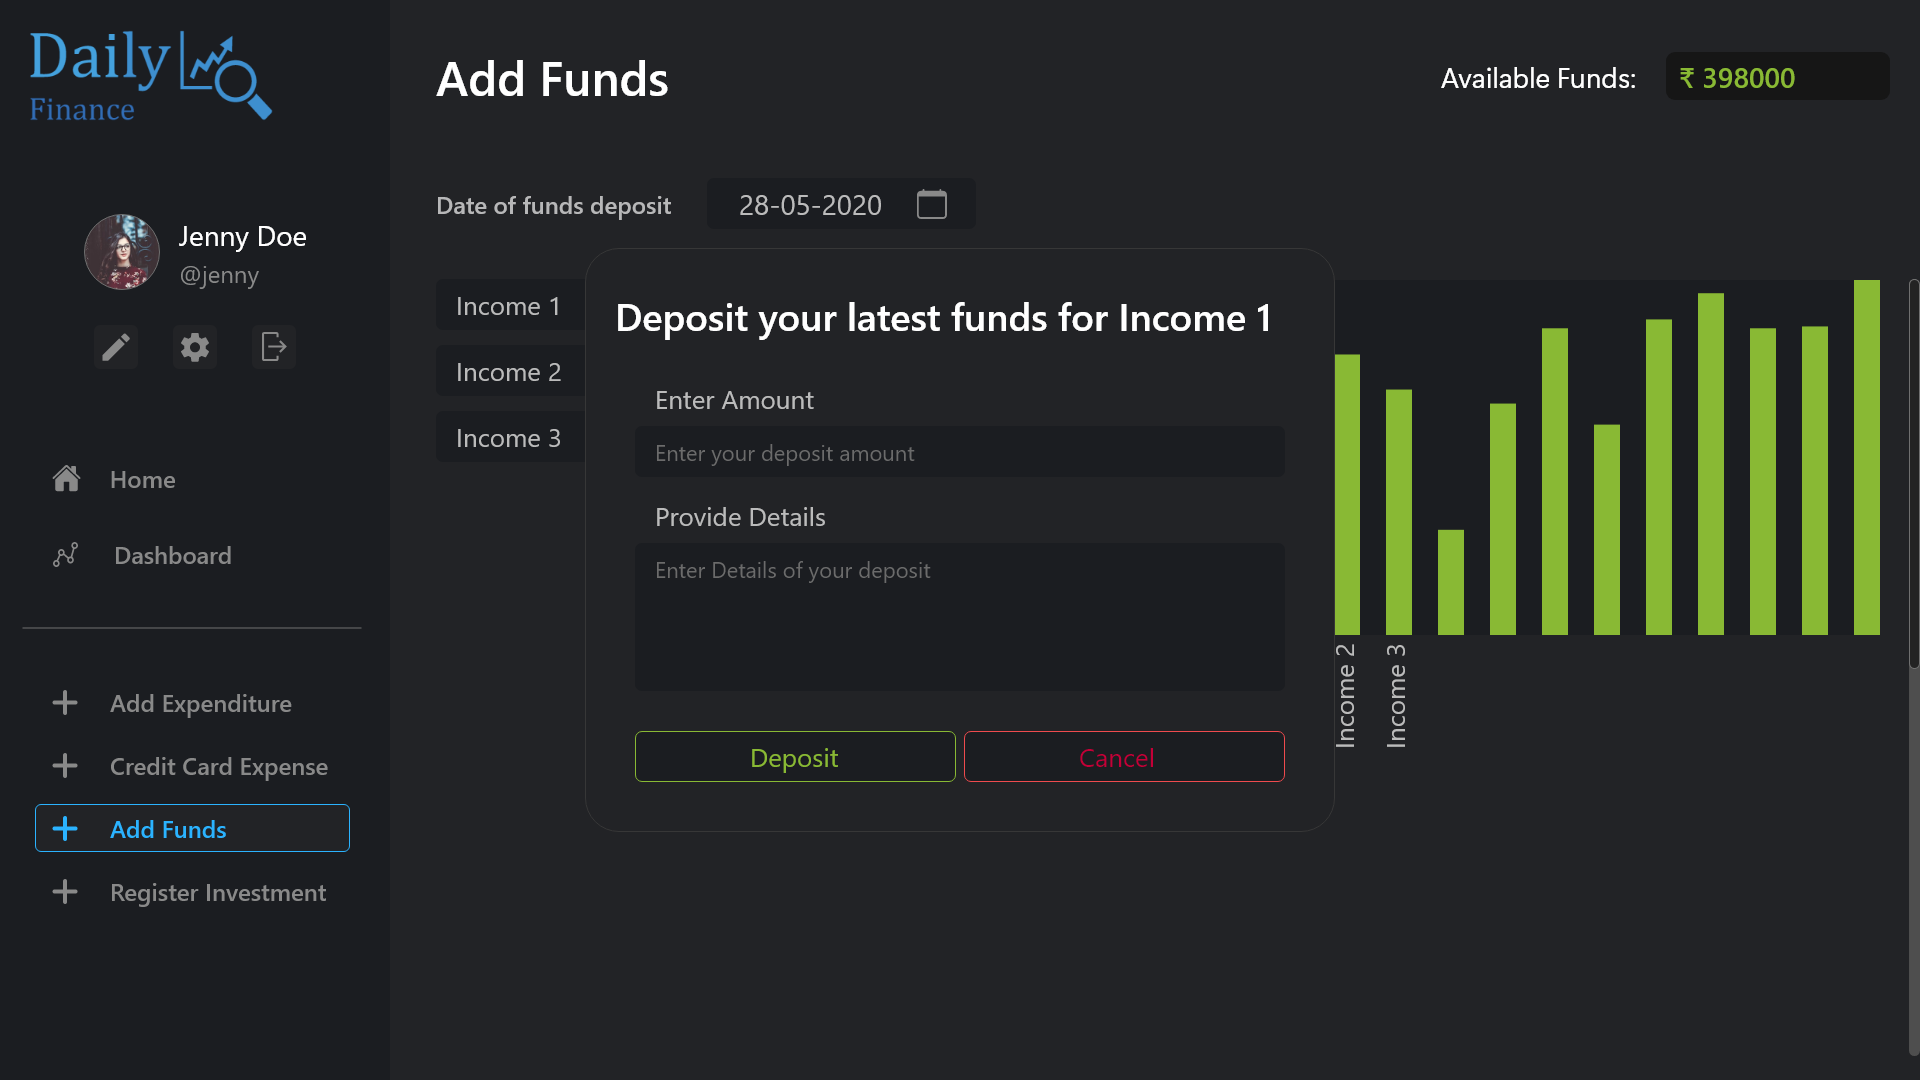 Daily
Finance
Add Funds
Available Funds:
₹ 398000
Jenny Doe
@jenny
Date of funds deposit
28-05-2020
Income 1
Income 2
Income 3
Deposit your latest funds for Income 1
Enter Amount
Enter your deposit amount
Provide Details
Enter Details of your deposit
Deposit
Cancel
Income 2
Income 3
Home
Dashboard
Add Expenditure
Credit Card Expense
Add Funds
Register Investment